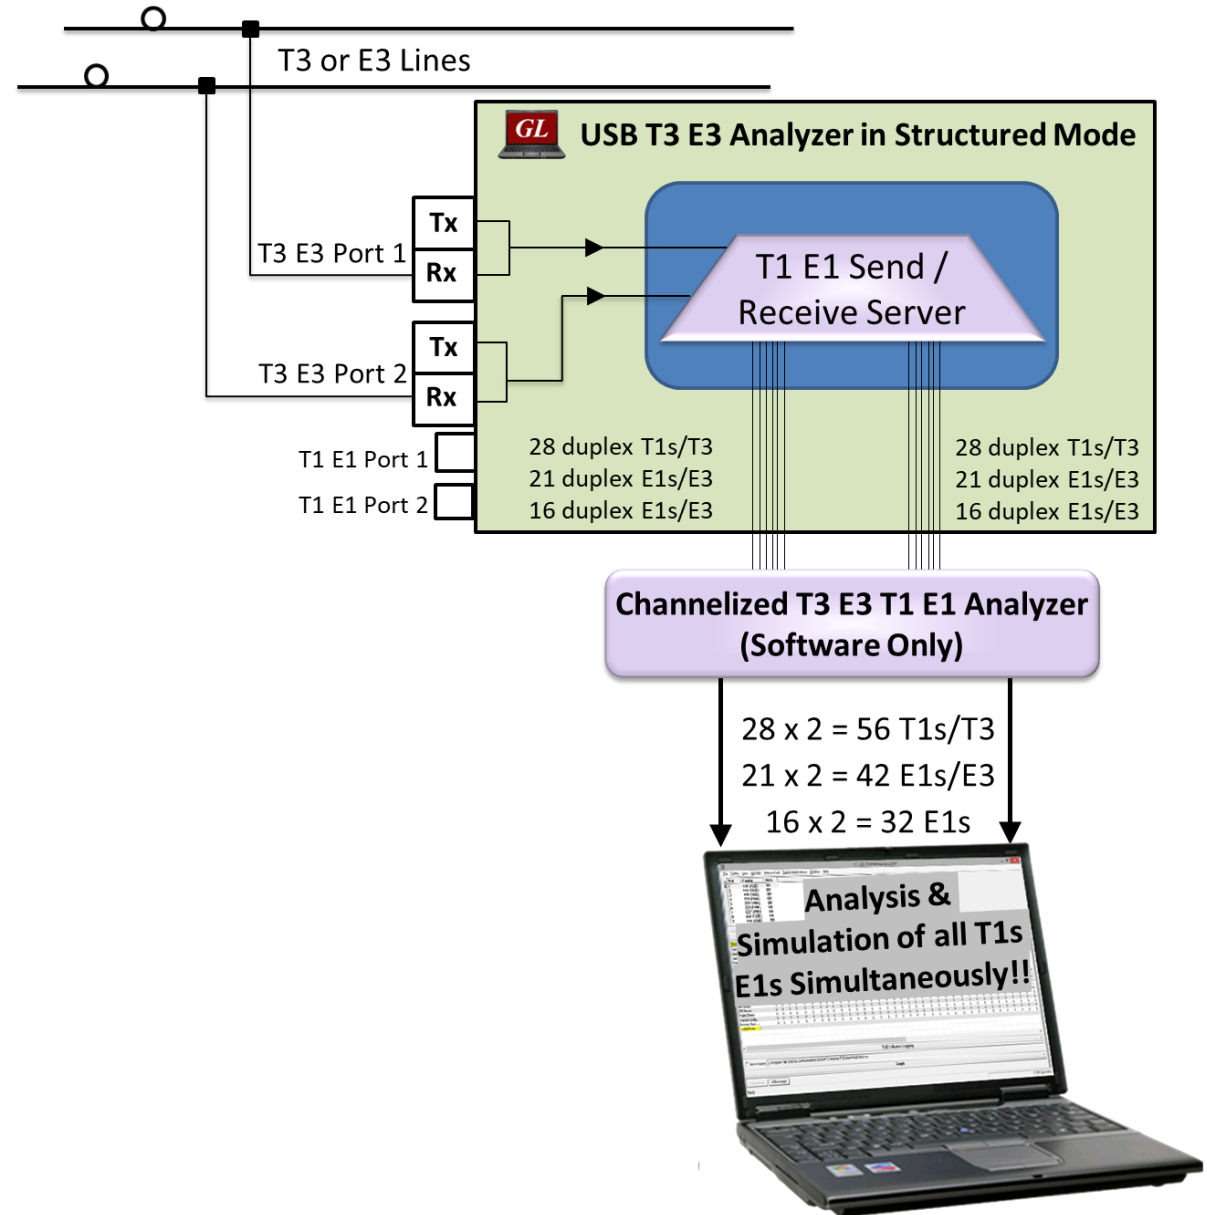 T3 or E3 Lines
GL
USB T3 E3 Analyzer in Structured Mode
Tx
T3 E3 Port 1
Rx
T1 E1 Send /
Receive Server
Tx
T3 E3 Port 2
Rx
T1 E1 Port 1
T1 E1 Port 2
28 duplex T1s/T3
21 duplex E1s/E3
16 duplex E1s/E3
28 duplex T1s/T3
21 duplex E1s/E3
16 duplex E1s/E3
Channelized T3 E3 T1 E1 Analyzer
(Software Only)
28 x 2 = 56 T1s/T3
21 x 2 = 42 E1s/E3
16 x 2 = 32 E1s
Analysis &
Simulation of all T1s
E1s Simultaneously!!